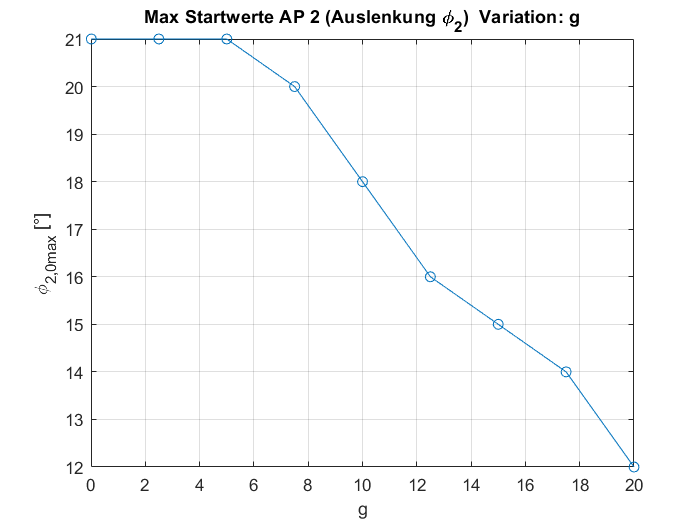 Max Startwerte AP 2 (Auslenkung ϕ₂)  Variation: g
21
20
19
18
17
16
15
14
13
12
ϕ2,0max [°]
0 2 4 6 8 10 12 14 16 18 20
g